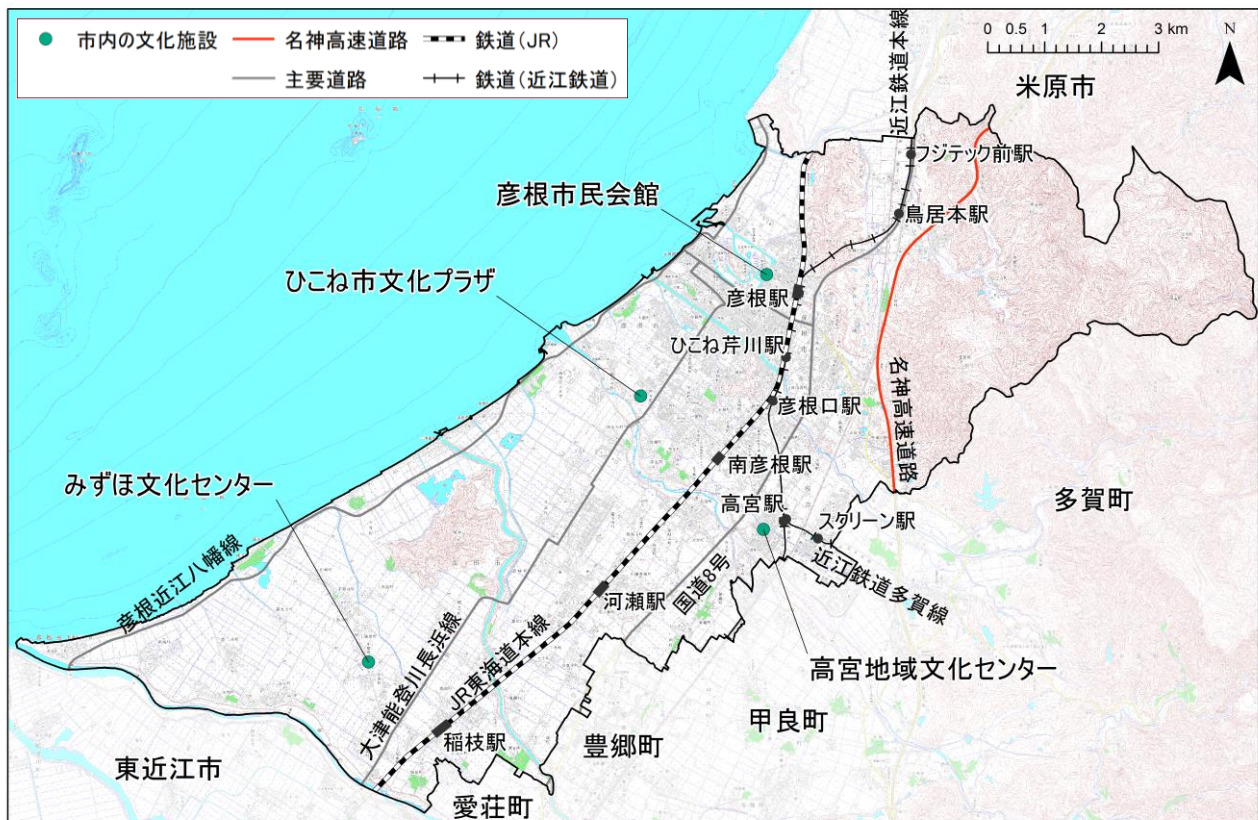 市内の文化施設
名神高速道路
鉄道(JR)
主要道路
鉄道(近江鉄道)
0 0.5 1 2 3 km
N
近江鉄道本線
米原市
フジテック前駅
彦根市民会館
鳥居本駅
ひこね市文化プラザ
彦根駅
ひこね芹川駅
名神高速道路
彦根口駅
南彦根駅
みずほ文化センター
高宮駅
スクリーン駅
多賀町
近江鉄道多賀線
彦根近江八幡線
国道8号
河瀬駅
高宮地域文化センター
大津能登川長浜線
JR東海道本線
稲枝駅
甲良町
豊郷町
東近江市
愛荘町